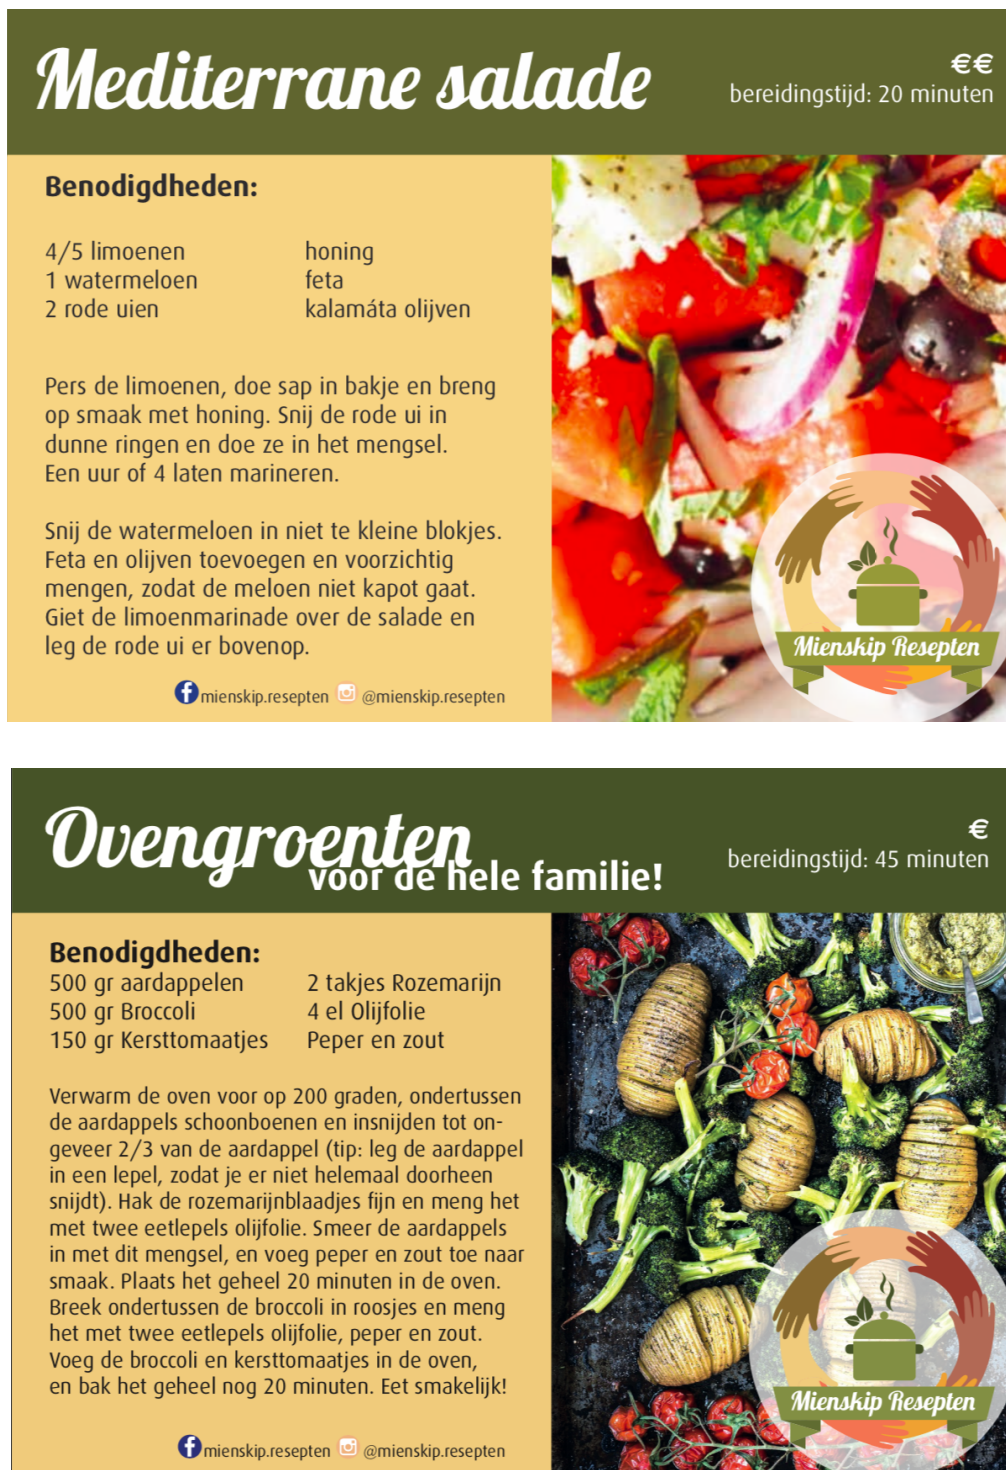 Mediterrane salade
€€
bereidingstijd: 20 minuten
Benodigdheden:
4/5 limoenen
1 watermeloen
2 rode uien
honing
feta
kalamáta olijven
Pers de limoenen, doe sap in bakje en breng
op smaak met honing. Snij de rode ui in
dunne ringen en doe ze in het mengsel.
Een uur of 4 laten marineren.
Snij de watermeloen in niet te kleine blokjes.
Feta en olijven toevoegen en voorzichtig
mengen, zodat de meloen niet kapot gaat.
Giet de limoenmarinade over de salade en
leg de rode ui er bovenop.
mienskip.resepten @mienskip.resepten
Mienskip Resepten
Ovengroenten
voor de hele familie!
€
bereidingstijd: 45 minuten
Benodigdheden:
500 gr aardappelen
500 gr Broccoli
150 gr Kersttomaatjes
2 takjes Rozemarijn
4 el Olijfolie
Peper en zout
Verwarm de oven voor op 200 graden, ondertussen
de aardappels schoonboenen en insnijden tot on-
geveer 2/3 van de aardappel (tip: leg de aardappel
in een lepel, zodat je er niet helemaal doorheen
snijdt). Hak de rozemarijnblaadjes fijn en meng het
met twee eetlepels olijfolie. Smeer de aardappels
in met dit mengsel, en voeg peper en zout toe naar
smaak. Plaats het geheel 20 minuten in de oven.
Breek ondertussen de broccoli in roosjes en meng
het met twee eetlepels olijfolie, peper en zout.
Voeg de broccoli en kersttomaatjes in de oven,
en bak het geheel nog 20 minuten. Eet smakelijk!
mienskip.resepten @mienskip.resepten
Mienskip Resepten